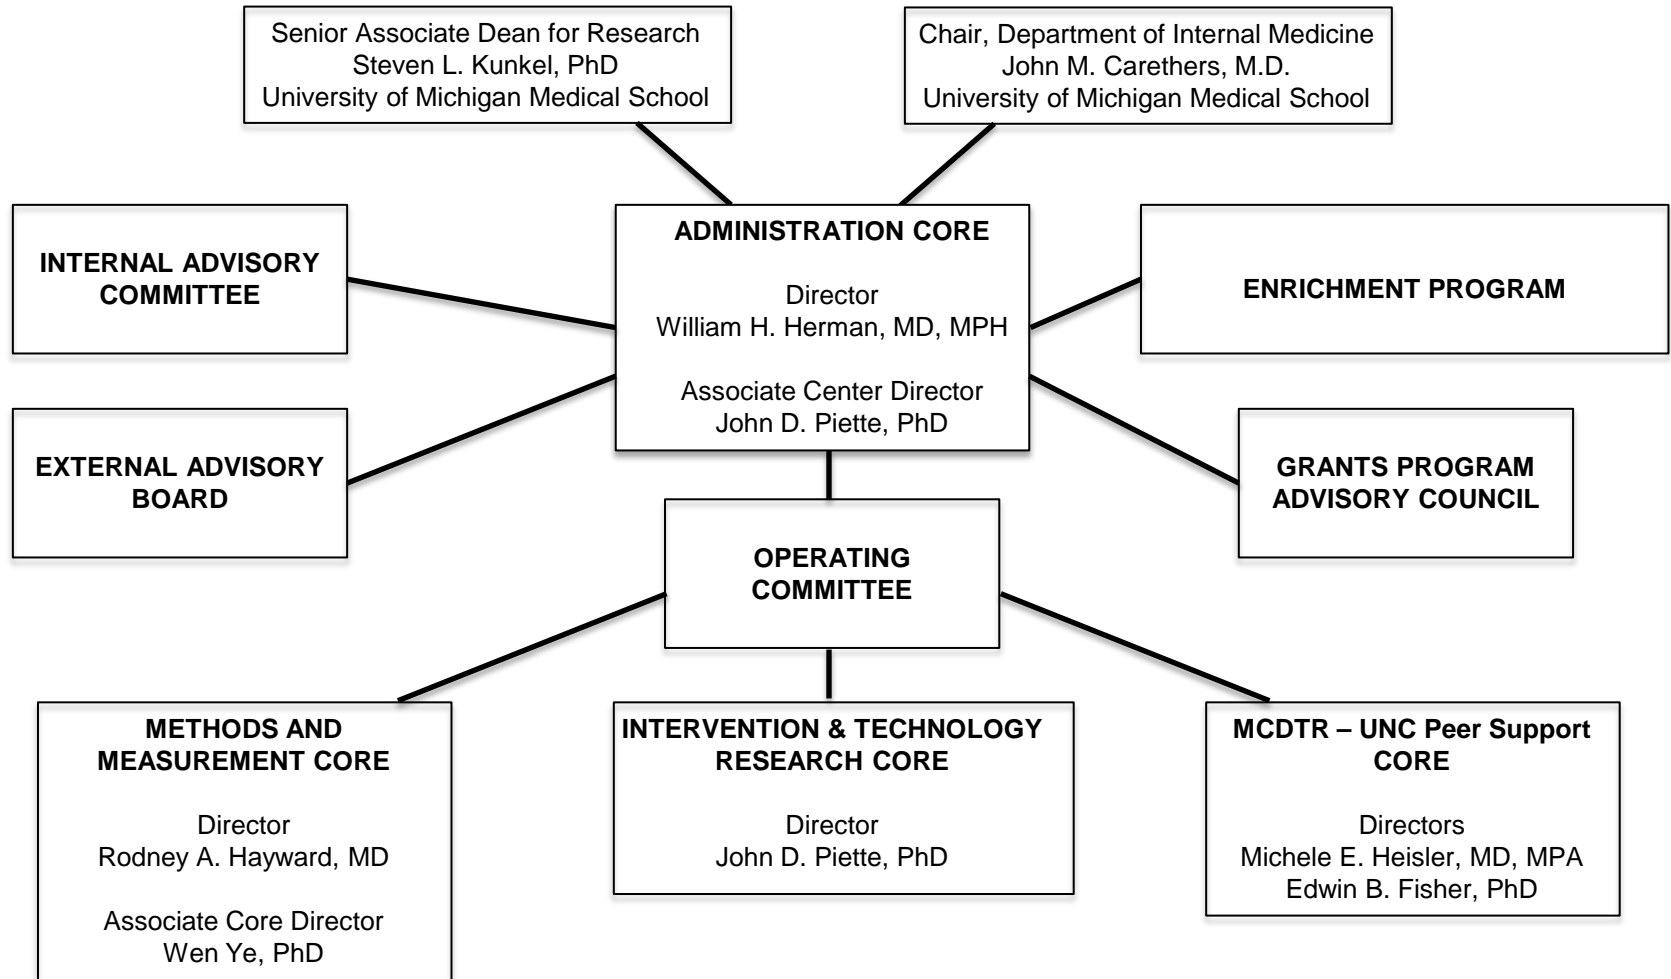 Senior Associate Dean for Research
Steven L. Kunkel, PhD
University of Michigan Medical School
Chair, Department of Internal Medicine
John M. Carethers, M.D.
University of Michigan Medical School
INTERNAL ADVISORY
COMMITTEE
ADMINISTRATION CORE
Director
William H. Herman, MD, MPH
Associate Center Director
John D. Piette, PhD
ENRICHMENT PROGRAM
EXTERNAL ADVISORY
BOARD
GRANTS PROGRAM
ADVISORY COUNCIL
OPERATING
COMMITTEE
METHODS AND
MEASUREMENT CORE
Director
Rodney A. Hayward, MD
Associate Core Director
Wen Ye, PhD
INTERVENTION & TECHNOLOGY
RESEARCH CORE
Director
John D. Piette, PhD
MCDTR – UNC Peer Support
CORE
Directors
Michele E. Heisler, MD, MPA
Edwin B. Fisher, PhD